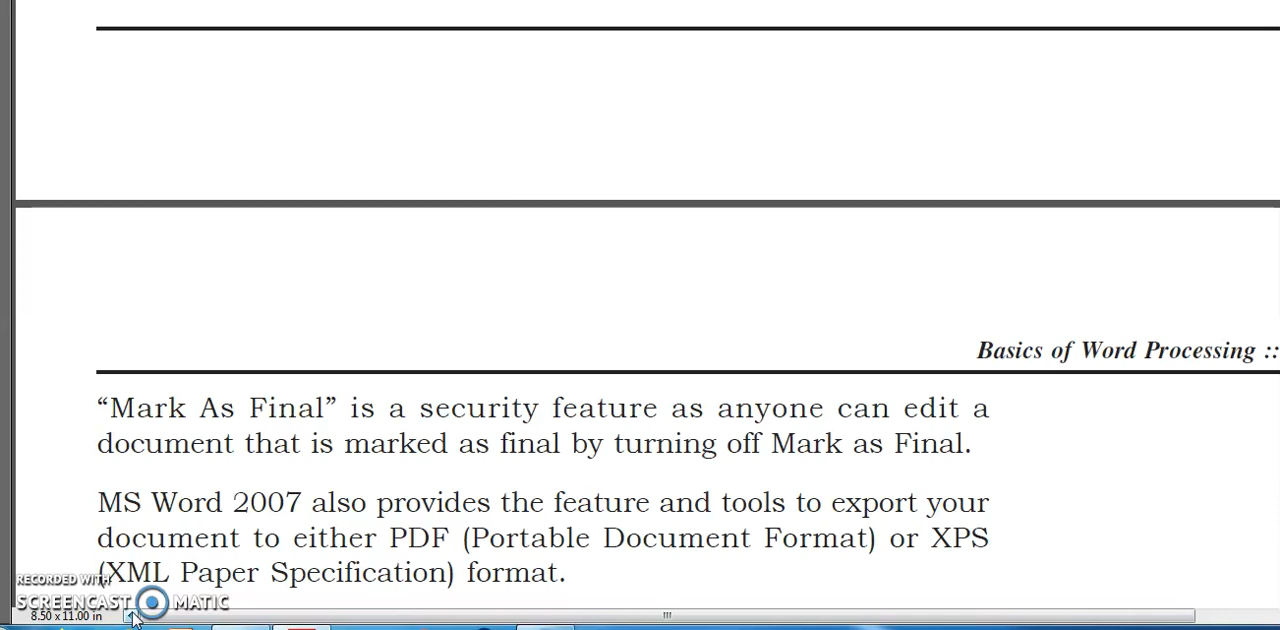 Basics of Word Processing ::
“Mark As Final” is a security feature as anyone can edit a
document that is marked as final by turning off Mark as Final.
MS Word 2007 also provides the feature and tools to export your
document to either PDF (Portable Document Format) or XPS
(XML Paper Specification) format.
RECORDED WITH
SCREENCAST MATIC
8.50 x 11.00 in